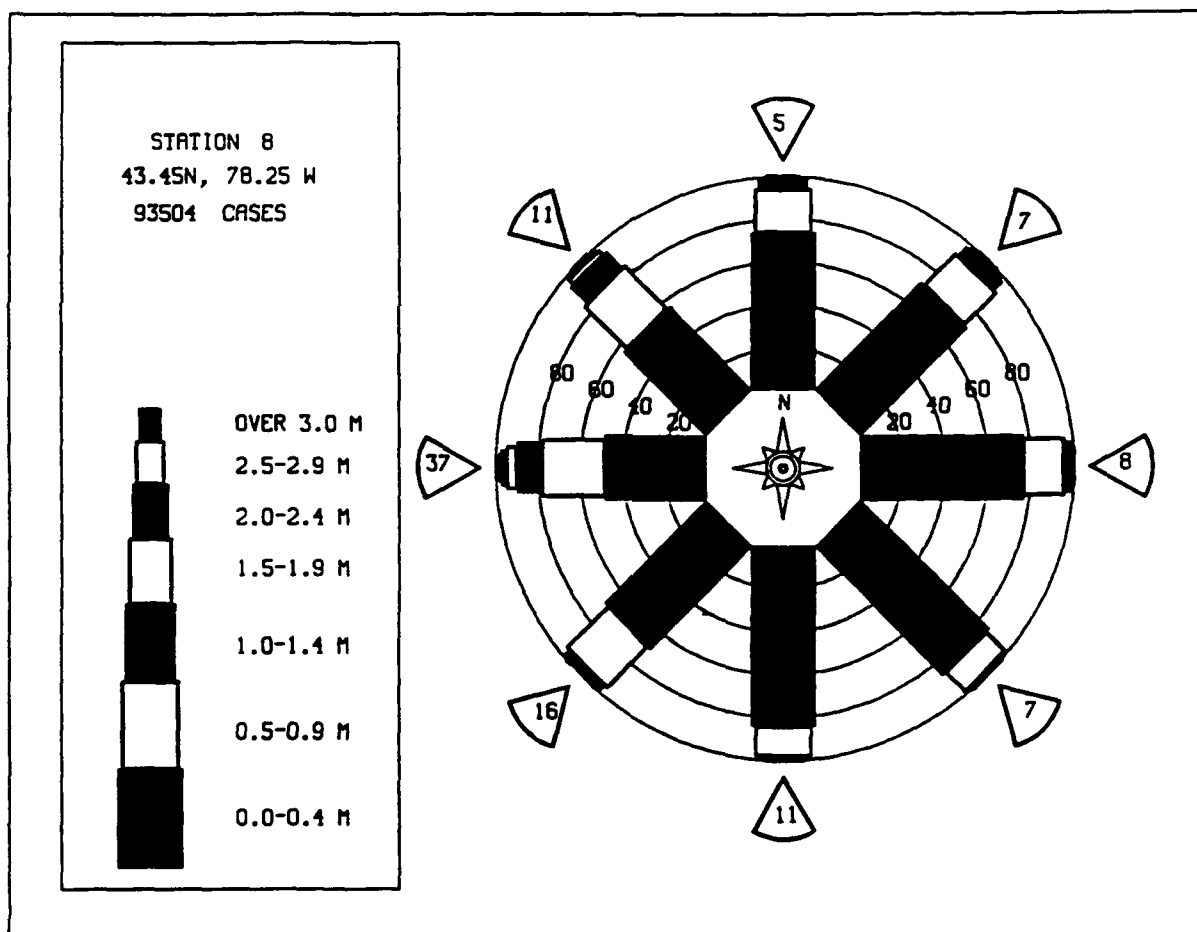 STATION 8
43.45N, 78.25 W
93504 CASES
OVER 3.0 M
2.5-2.9 M
2.0-2.4 M
1.5-1.9 M
1.0-1.4 M
0.5-0.9 M
0.0-0.4 M
5
11
7
80
60
40
20
N
20
40
60
80
37
8
16
7
11